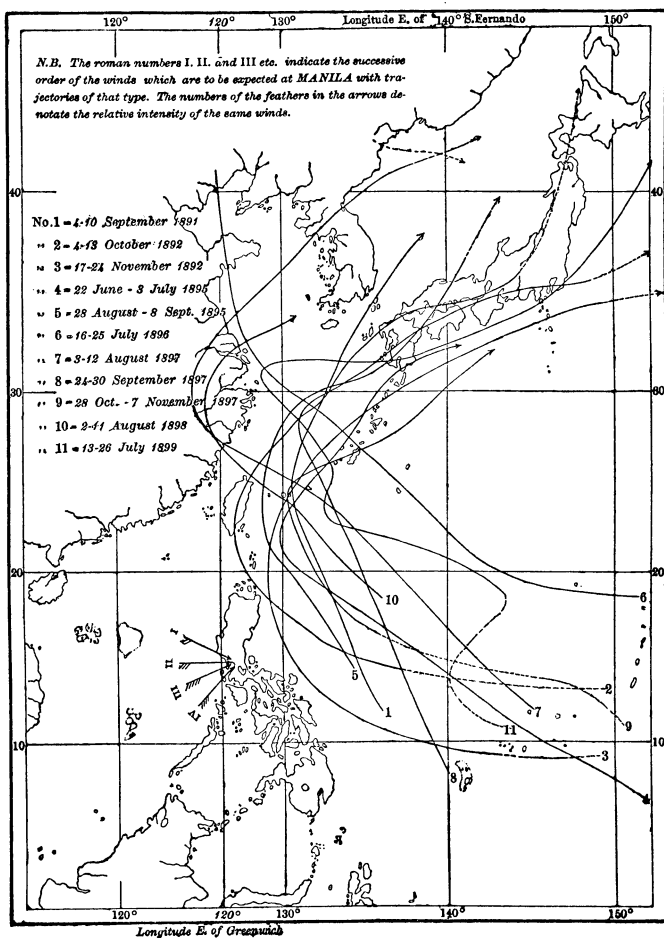 120° 120° 130° Longitude E. of 140° S. Fernando 150°
N.B. The roman numbers I. II. and III etc. indicate the successive
order of the winds which are to be expected at MANILA with tra-
jectories of that type. The numbers of the feathers in the arrows de-
notate the relative intensity of the same winds.
40 40
No. 1 = 4-10 September 1891
" 2 = 4-13 October 1892
" 3 = 17-24 November 1892
" 4 = 22 June - 3 July 1895
" 5 = 28 August - 8 Sept. 1895
" 6 = 16-25 July 1896
" 7 = 3-12 August 1897
" 8 = 24-30 September 1897
" 9 = 28 Oct. - 7 November 1897
" 10 = 2-11 August 1898
" 11 = 13-26 July 1899
30 60
20 20
10 6
I
II
III
IV
5 2
1 7 11 9
10 10
3
8
120° 120° 130° 140° 150°
Longitude E. of Greenwich